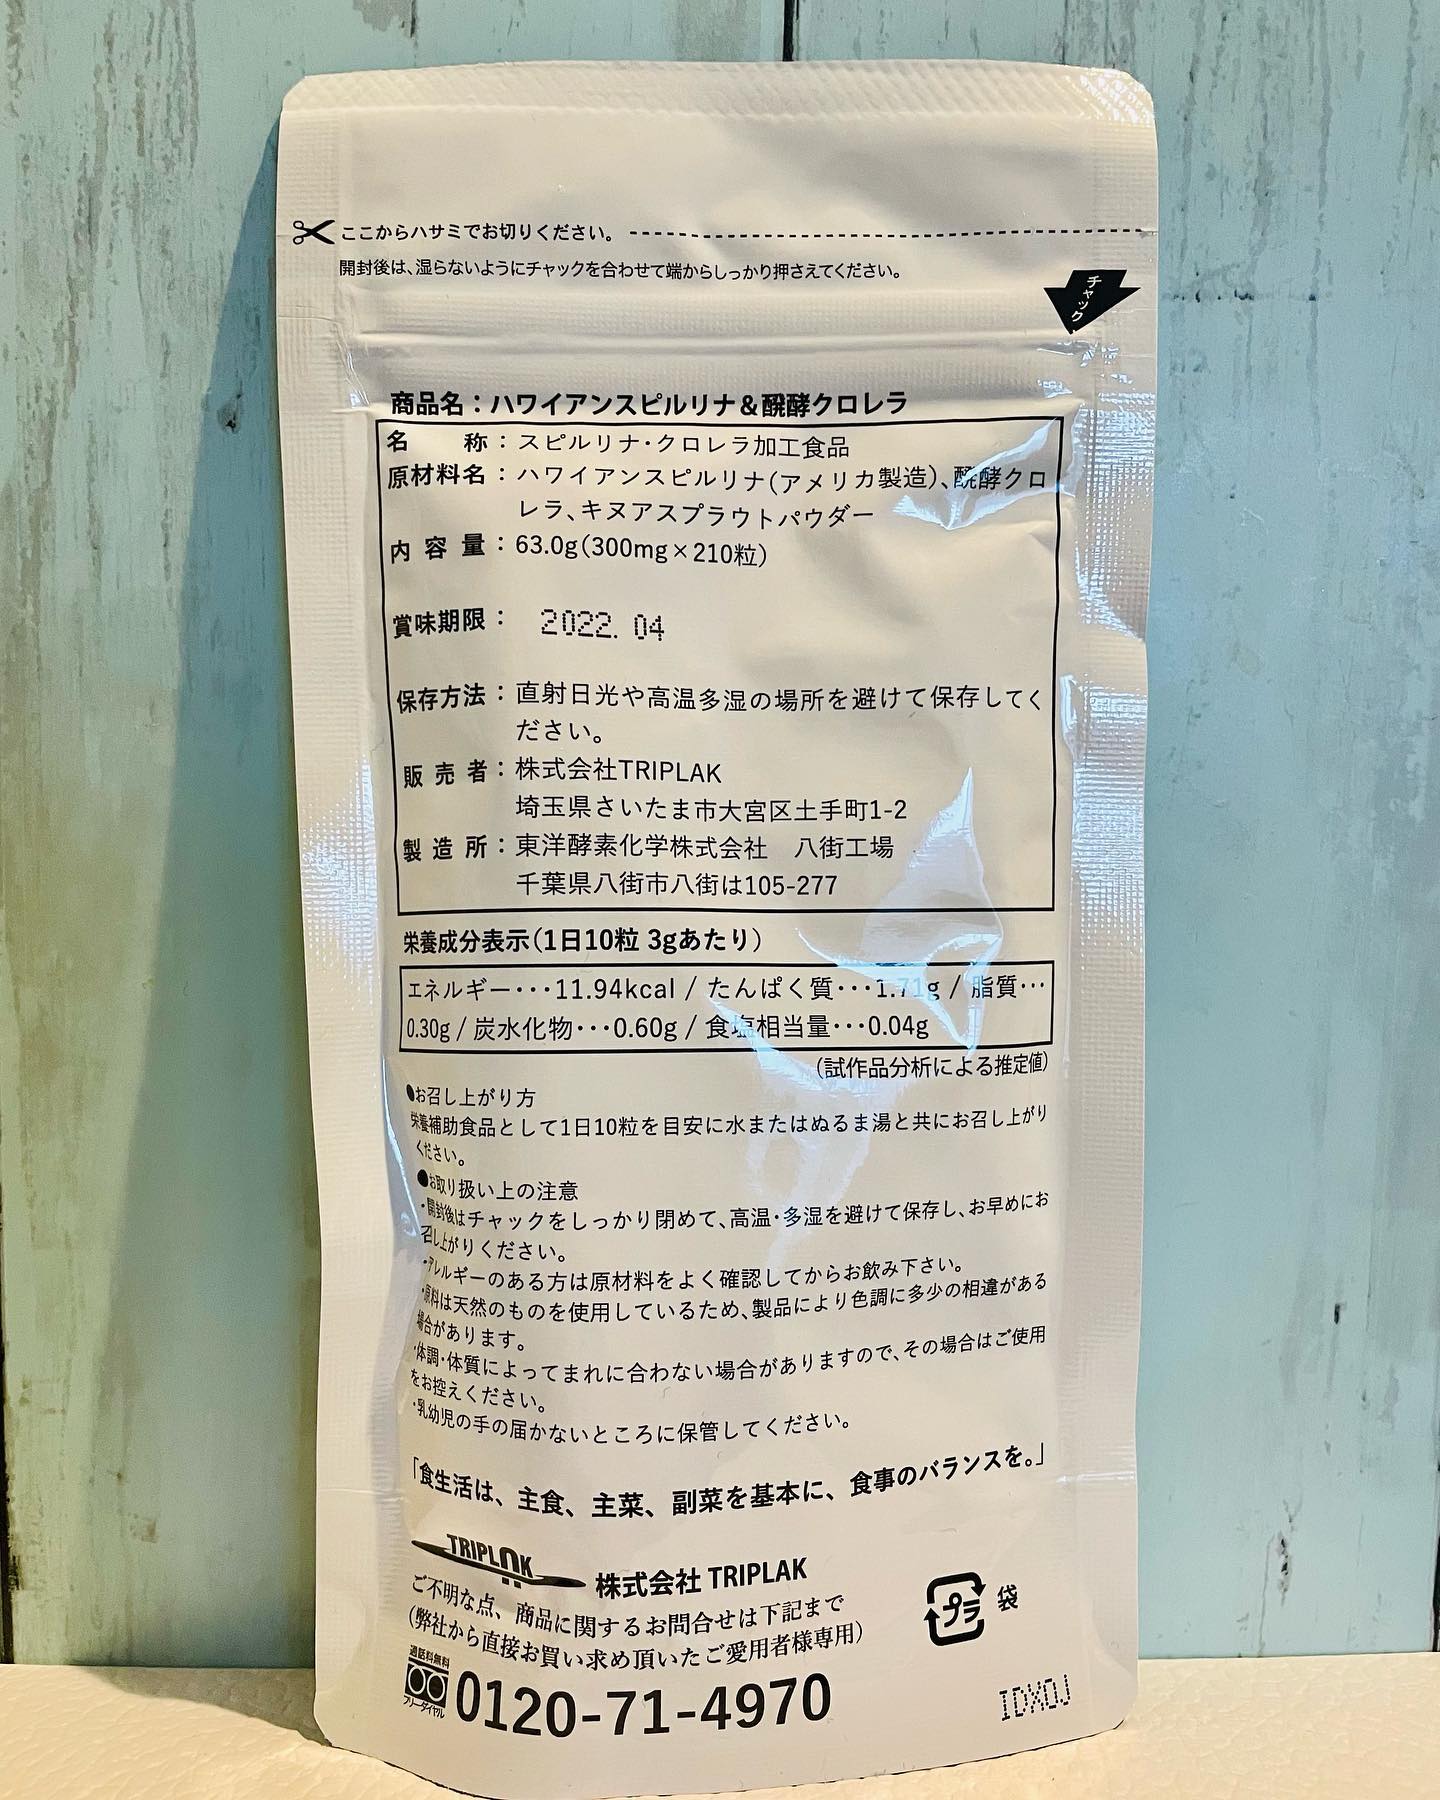 ここからハサミでお切りください。
開封後は、湿らないようにチャックを合わせて端からしっかり押さえてください。
チャック
商品名:ハワイアンスピルリナ&醗酵クロレラ
名称:スピルリナ・クロレラ加工食品
原材料名:ハワイアンスピルリナ(アメリカ製造)、醗酵クロ
レラ、キヌアスプラウトパウダー
内容量:63.0g(300mg×210粒)
賞味期限: 2022. 04
保存方法:直射日光や高温多湿の場所を避けて保存してく
ださい。
販売者:株式会社TRIPLAK
埼玉県さいたま市大宮区土手町1-2
製造所:東洋酵素化学株式会社 八街工場
千葉県八街市八街は105-277
栄養成分表示(1日10粒 3gあたり)
エネルギー･･･11.94kcal / たんぱく質･･･1.71g / 脂質･･･
0.30g / 炭水化物･･･0.60g / 食塩相当量･･･0.04g
(試作品分析による推定値)
●お召し上がり方
栄養補助食品として1日10粒を目安に水またはぬるま湯と共にお召し上がり
ください。
●お取り扱い上の注意
・開封後はチャックをしっかり閉めて、高温・多湿を避けて保存し、お早めにお
召し上がりください。
・アレルギーのある方は原材料をよく確認してからお飲み下さい。
・原料は天然のものを使用しているため、製品により色調に多少の相違がある
場合があります。
・体調・体質によってまれに合わない場合がありますので、その場合はご使用
をお控えください。
・乳幼児の手の届かないところに保管してください。
「食生活は、主食、主菜、副菜を基本に、食事のバランスを。」
TRIPLAK 株式会社 TRIPLAK
ご不明な点、商品に関するお問合せは下記まで
(弊社から直接お買い求め頂いたご愛用者様専用)
プラ 袋
通話料無料
フリーダイヤル
0120-71-4970
IDXOJ